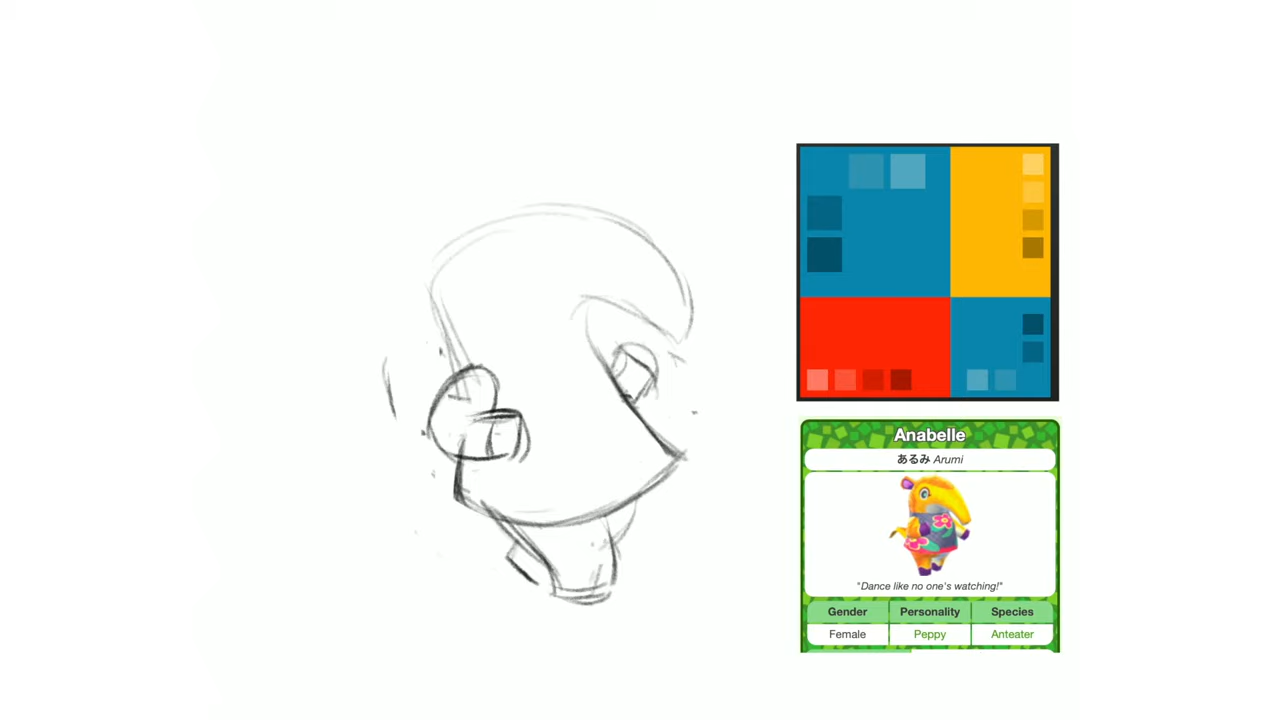 Anabelle
あるみ Arumi
"Dance like no one's watching!"
Gender Personality Species
Female Peppy Anteater